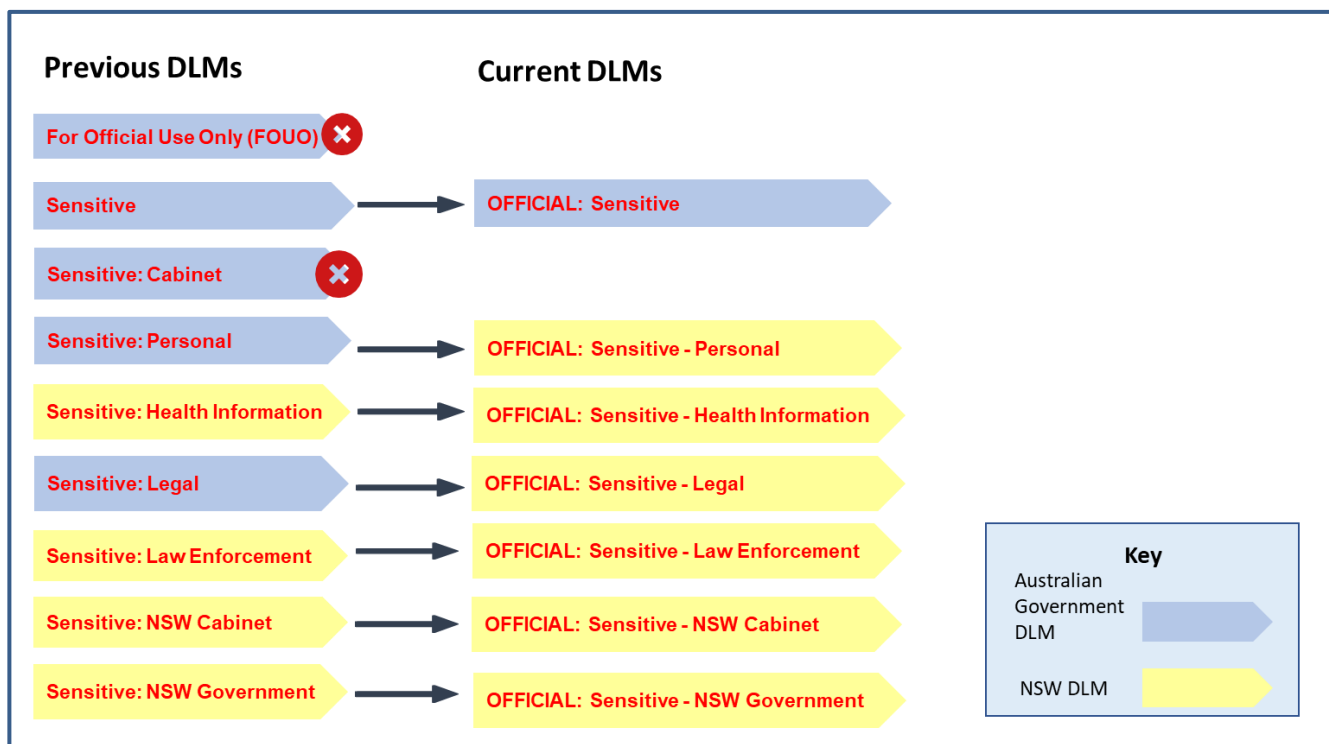 Previous DLMs
Current DLMs
For Official Use Only (FOUO)
Sensitive
OFFICIAL: Sensitive
Sensitive: Cabinet
Sensitive: Personal
OFFICIAL: Sensitive - Personal
Sensitive: Health Information
OFFICIAL: Sensitive - Health Information
Sensitive: Legal
OFFICIAL: Sensitive - Legal
Sensitive: Law Enforcement
OFFICIAL: Sensitive - Law Enforcement
Sensitive: NSW Cabinet
OFFICIAL: Sensitive - NSW Cabinet
Sensitive: NSW Government
OFFICIAL: Sensitive - NSW Government
Key
Australian
Government
DLM
NSW DLM